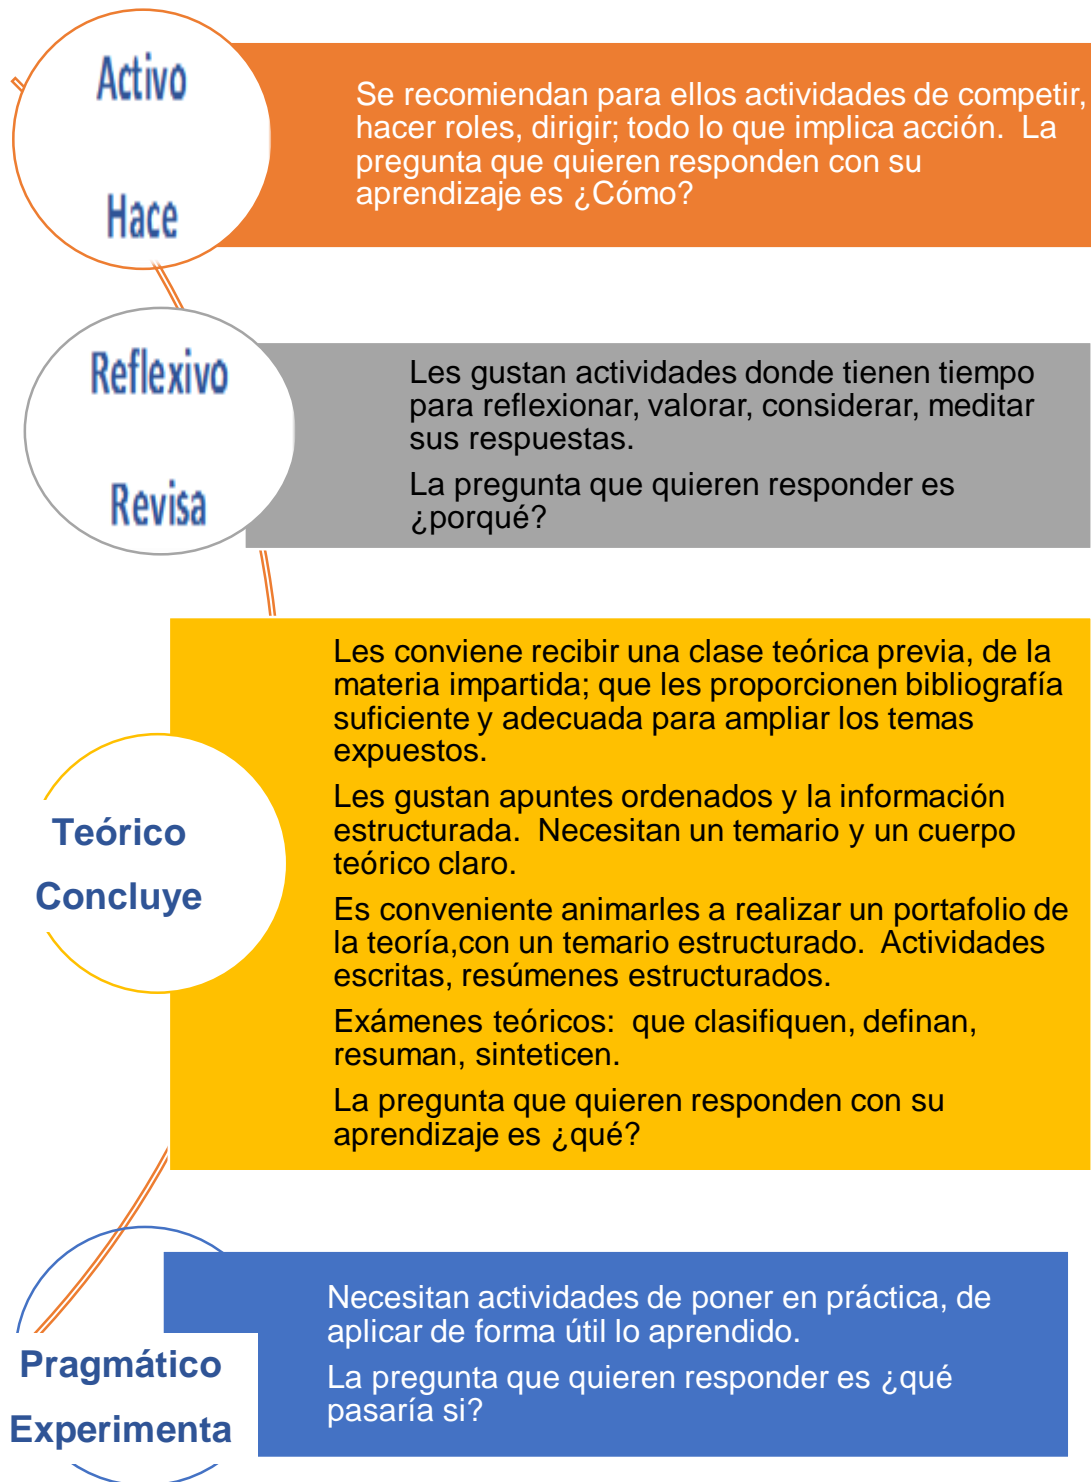 Activo
Hace
Se recomiendan para ellos actividades de competir,
hacer roles, dirigir; todo lo que implica acción.  La
pregunta que quieren responden con su
aprendizaje es ¿Cómo?
Reflexivo
Revisa
Les gustan actividades donde tienen tiempo
para reflexionar, valorar, considerar, meditar
sus respuestas.
La pregunta que quieren responder es
¿porqué?
Teórico
Concluye
Les conviene recibir una clase teórica previa, de la
materia impartida; que les proporcionen bibliografía
suficiente y adecuada para ampliar los temas
expuestos.
Les gustan apuntes ordenados y la información
estructurada.  Necesitan un temario y un cuerpo
teórico claro.
Es conveniente animarles a realizar un portafolio de
la teoría,con un temario estructurado.  Actividades
escritas, resúmenes estructurados.
Exámenes teóricos:  que clasifiquen, definan,
resuman, sinteticen.
La pregunta que quieren responden con su
aprendizaje es ¿qué?
Pragmático
Experimenta
Necesitan actividades de poner en práctica, de
aplicar de forma útil lo aprendido.
La pregunta que quieren responder es ¿qué
pasaría si?